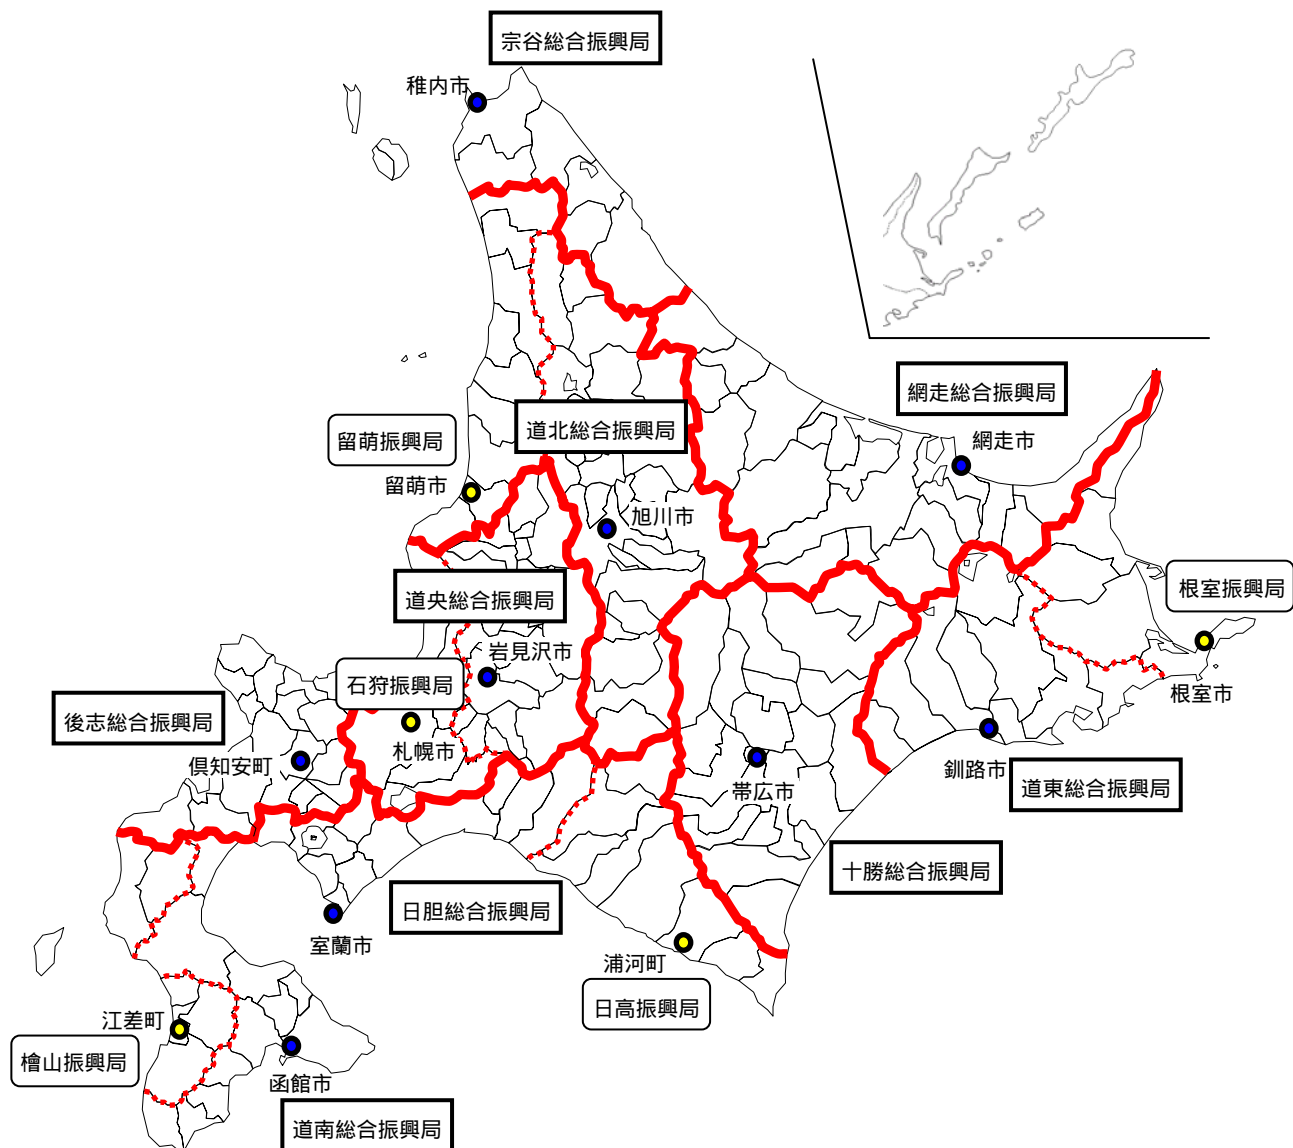 宗谷総合振興局
稚内市
網走総合振興局
道北総合振興局
留萌振興局
網走市
留萌市
旭川市
道央総合振興局
根室振興局
岩見沢市
石狩振興局
根室市
後志総合振興局
札幌市
倶知安町
釧路市
帯広市
道東総合振興局
十勝総合振興局
日胆総合振興局
室蘭市
浦河町
日高振興局
江差町
檜山振興局
函館市
道南総合振興局